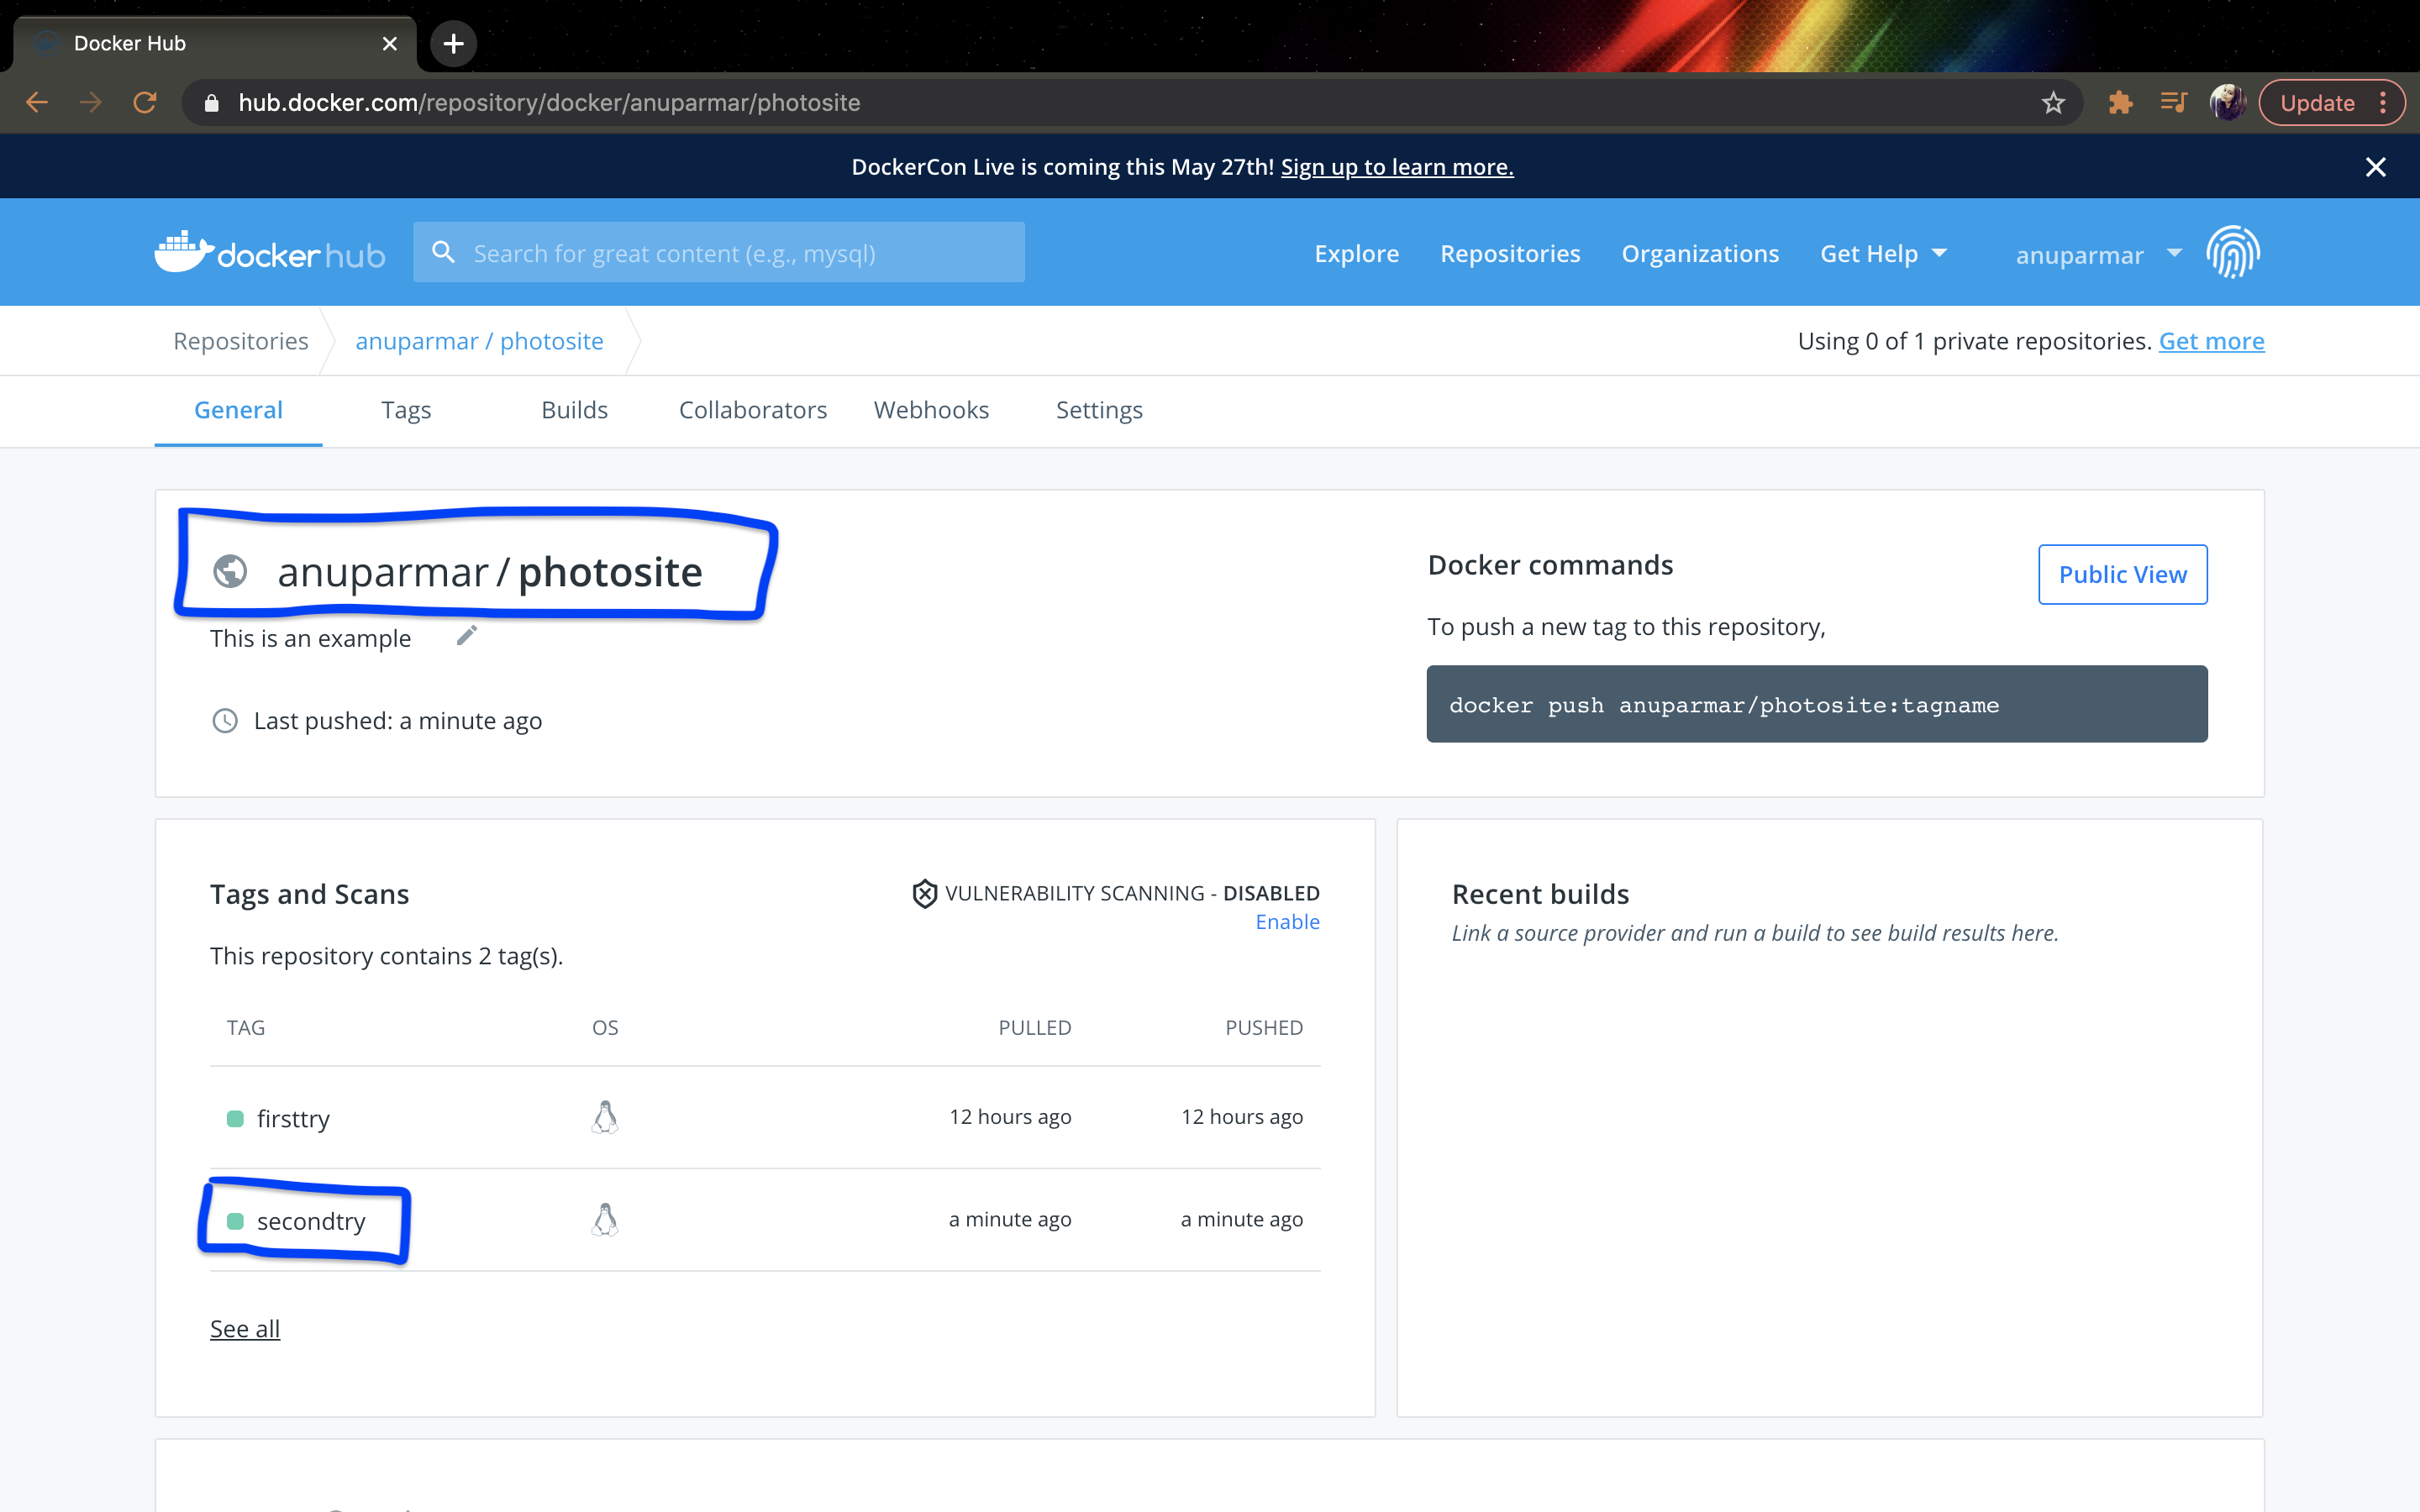 Docker Hub
hub.docker.com/repository/docker/anuparmar/photosite
Update
DockerCon Live is coming this May 27th! Sign up to learn more.
docker hub
Search for great content (e.g., mysql)
Explore
Repositories
Organizations
Get Help
anuparmar
Repositories
anuparmar / photosite
Using 0 of 1 private repositories. Get more
General
Tags
Builds
Collaborators
Webhooks
Settings
anuparmar / photosite
This is an example
Last pushed: a minute ago
Docker commands
Public View
To push a new tag to this repository,
docker push anuparmar/photosite:tagname
Tags and Scans
VULNERABILITY SCANNING - DISABLED
Enable
This repository contains 2 tag(s).
TAG OS PULLED PUSHED
firsttry 12 hours ago 12 hours ago
secondtry a minute ago a minute ago
See all
Recent builds
Link a source provider and run a build to see build results here.